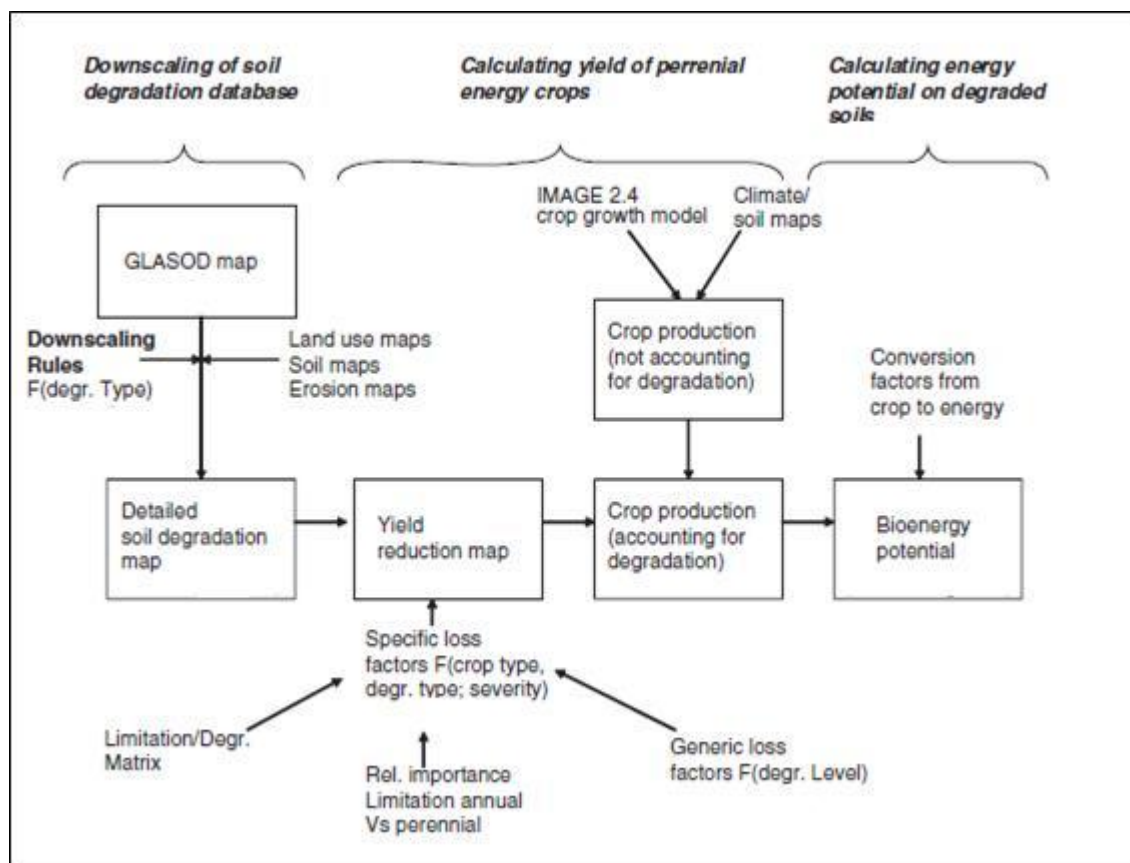 Downscaling of soil
degradation database
Calculating yield of perrenial
energy crops
Calculating energy
potential on degraded
soils
IMAGE 2.4
crop growth model
Climate/
soil maps
GLASOD map
Downscaling
Rules
F(degr. Type)
Land use maps
Soil maps
Erosion maps
Crop production
(not accounting
for degradation)
Conversion
factors from
crop to energy
Detailed
soil degradation
map
Yield
reduction map
Crop production
(accounting for
degradation)
Bioenergy
potential
Specific loss
factors F(crop type,
degr. type; severity)
Limitation/Degr.
Matrix
Rel. importance
Limitation annual
Vs perennial
Generic loss
factors F(degr. Level)